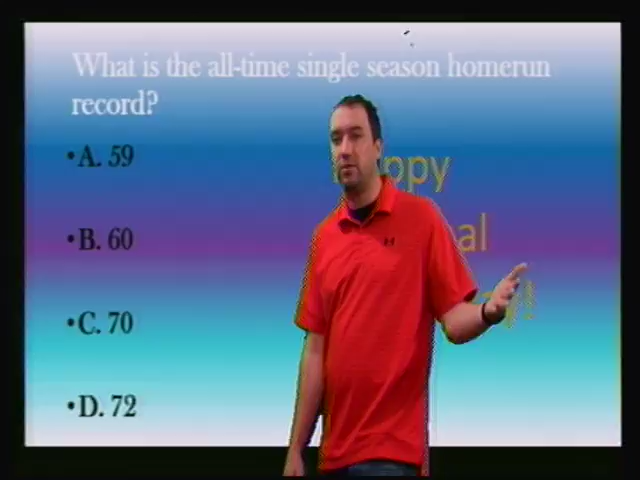 What is the all-time single season homerun
record?
•A. 59
•B. 60
•C. 70
•D. 72